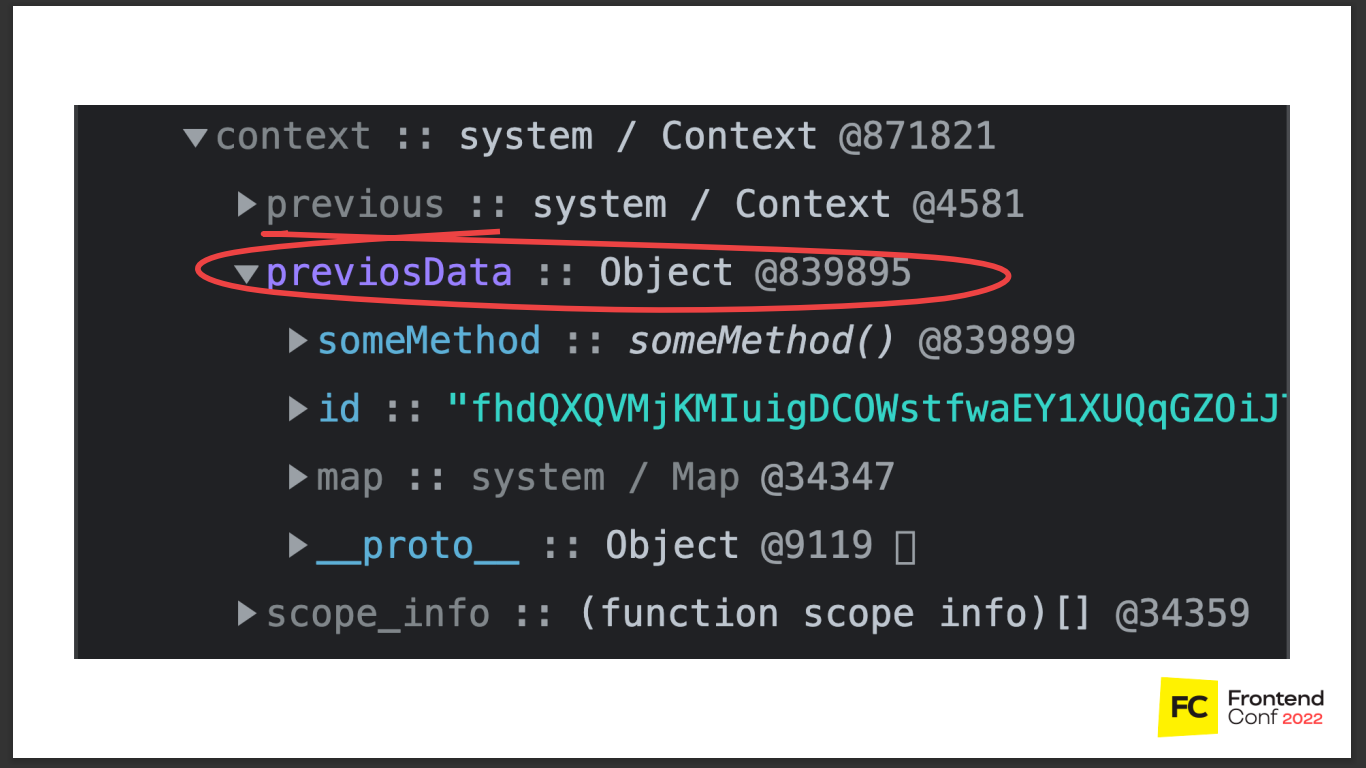 context :: system / Context @871821
previous :: system / Context @4581
previosData :: Object @839895
someMethod :: someMethod() @839899
id :: "fhdQXQVMjKMIuigDCOWstfwaEY1XUQqGZOiJ
map :: system / Map @34347
__proto__ :: Object @9119
scope_info :: (function scope info)[] @34359
FC
Frontend
Conf 2022